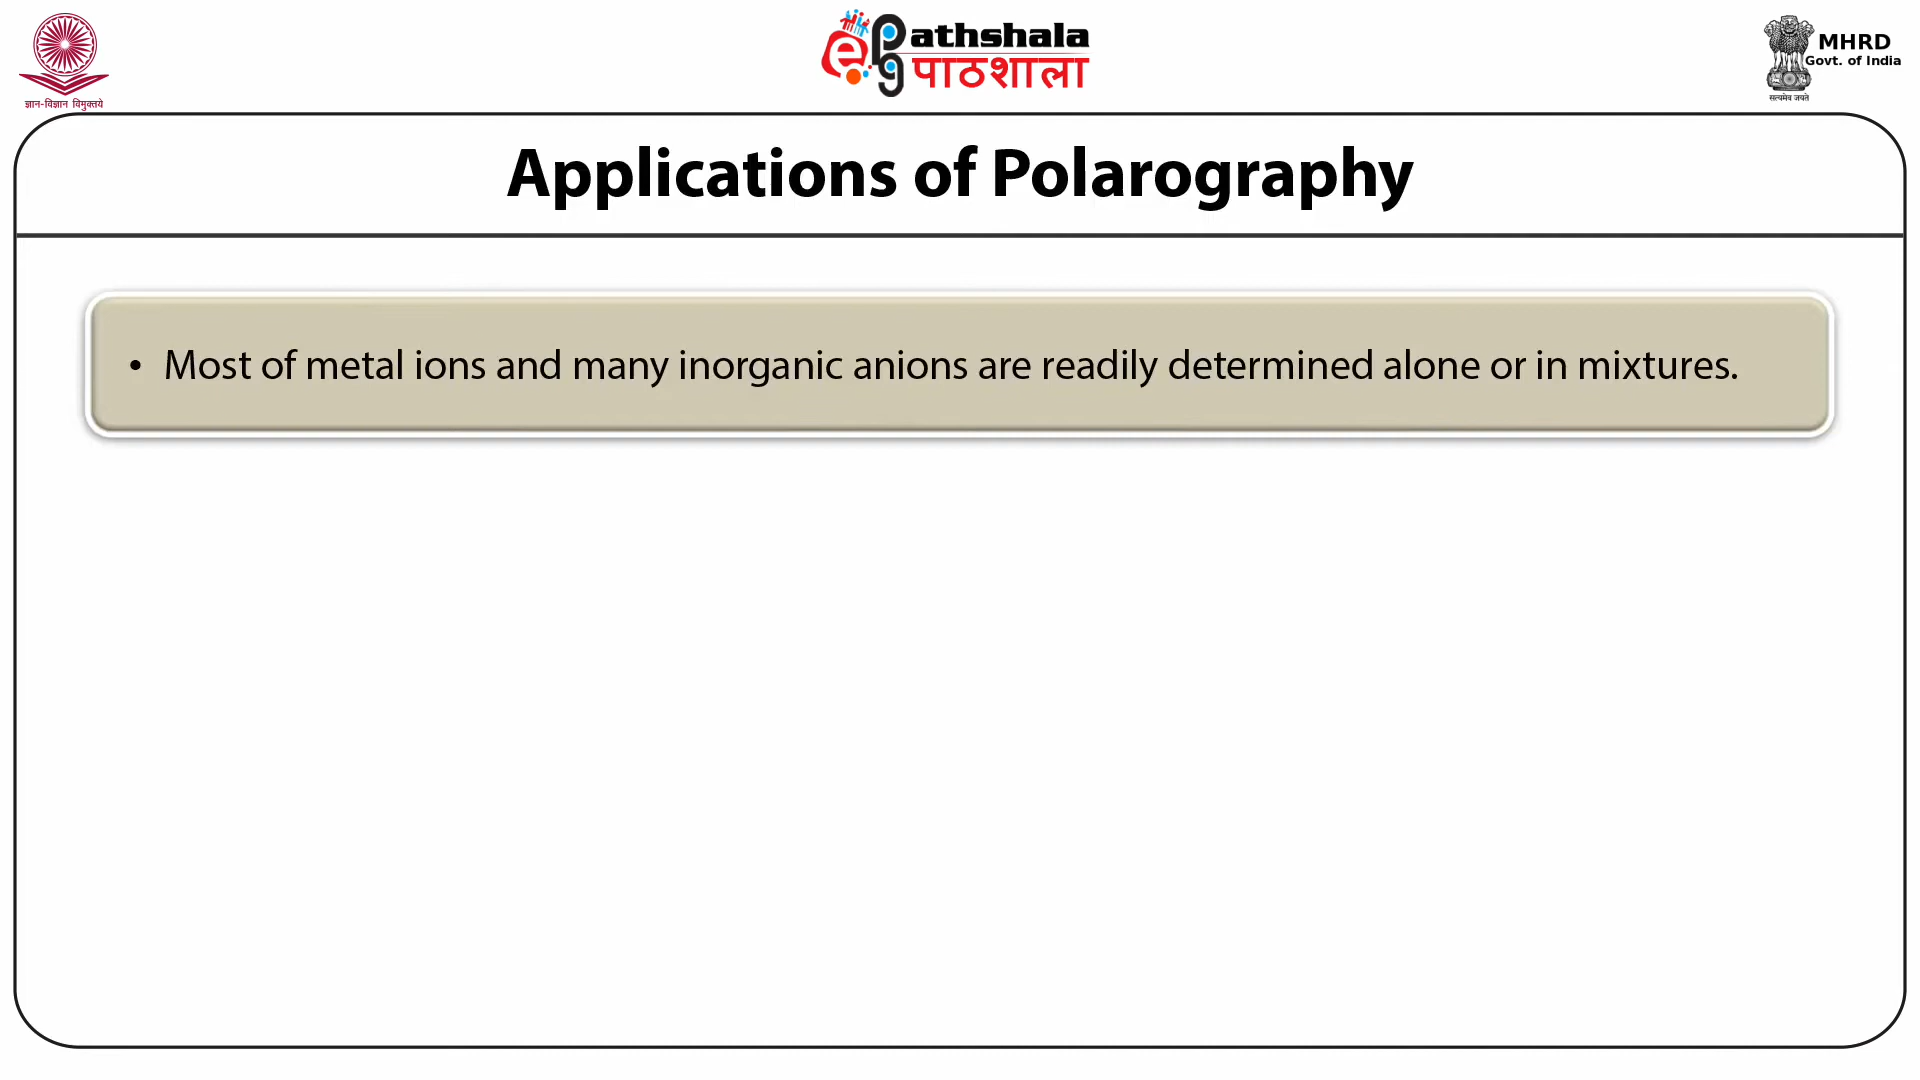 ज्ञान-विज्ञान विमुक्तये
e pg athshala
पाठशाला
MHRD
Govt. of India
सत्यमेव जयते
Applications of Polarography
• Most of metal ions and many inorganic anions are readily determined alone or in mixtures.